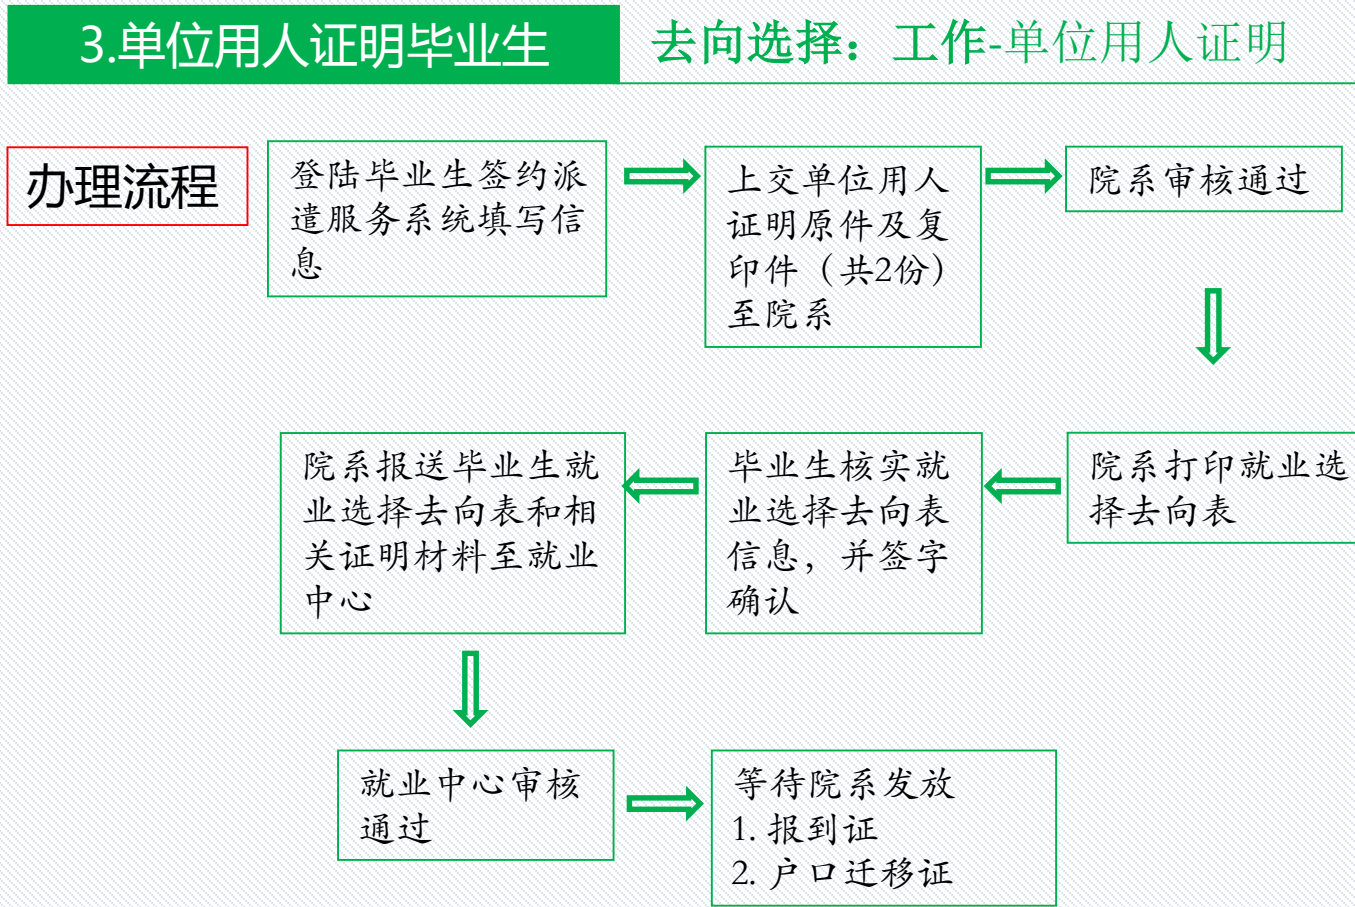 3.单位用人证明毕业生
去向选择：工作-单位用人证明
办理流程
登陆毕业生签约派
遣服务系统填写信
息
上交单位用人
证明原件及复
印件（共2份）
至院系
院系审核通过
院系打印就业选
择去向表
毕业生核实就
业选择去向表
信息，并签字
确认
院系报送毕业生就
业选择去向表和相
关证明材料至就业
中心
就业中心审核
通过
等待院系发放
1. 报到证
2. 户口迁移证